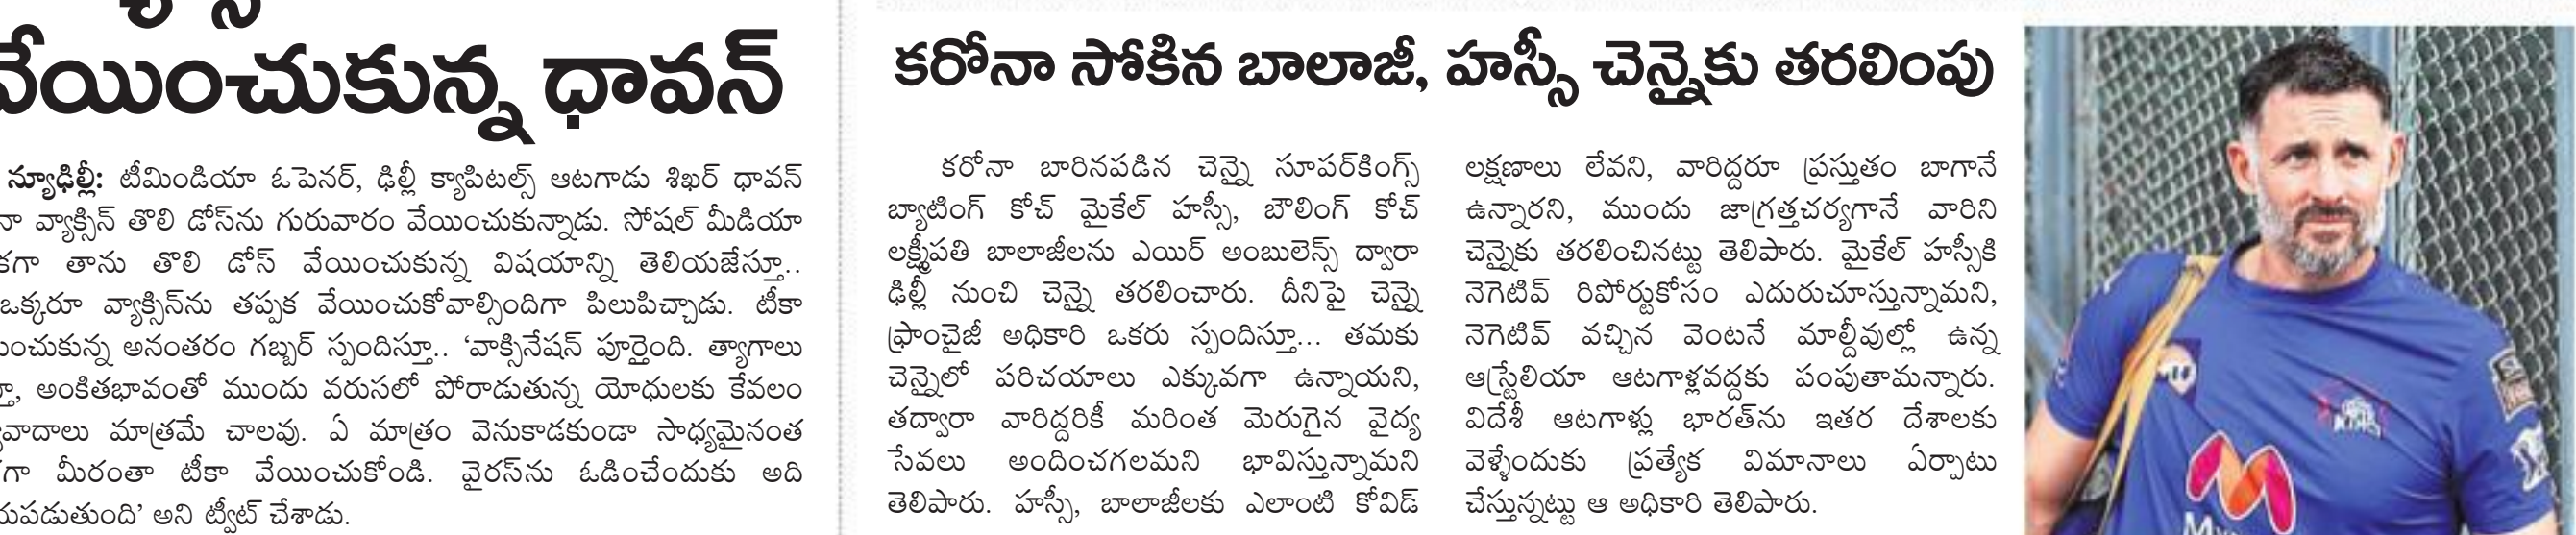 వేయించుకున్న ధావన్
న్యూఢిల్లీ: టీమిండియా ఓపెనర్, ఢిల్లీ క్యాపిటల్స్ ఆటగాడు శిఖర్ ధావన్
వ్యాక్సిన్ తొలి డోస్‌ను గురువారం వేయించుకున్నాడు. సోషల్ మీడియా
తాను తొలి డోస్ వేయించుకున్న విషయాన్ని తెలియజేస్తూ..
ఒక్కరూ వ్యాక్సిన్‌ను తప్పక వేయించుకోవాల్సిందిగా పిలుపిచ్చాడు. టీకా
అనంతరం గబ్బర్ స్పందిస్తూ.. ‘వాక్సినేషన్ పూర్తైంది. త్యాగాలు
అంకితభావంతో ముందు వరుసలో పోరాడుతున్న యోధులకు కేవలం
మాత్రమే చాలవు. ఏ మాత్రం వెనుకాడకుండా సాధ్యమైనంత
మీరంతా టీకా వేయించుకోండి. వైరస్‌ను ఓడించేందుకు అది
అని ట్వీట్ చేశాడు.
కరోనా సోకిన బాలాజీ, హస్సీ చెన్నైకు తరలింపు
కరోనా బారినపడిన చెన్నై సూపర్‌కింగ్స్
బ్యాటింగ్ కోచ్ మైకేల్ హస్సీ, బౌలింగ్ కోచ్
లక్ష్మీపతి బాలాజీలను ఎయిర్ అంబులెన్స్ ద్వారా
ఢిల్లీ నుంచి చెన్నై తరలించారు. దీనిపై చెన్నై
ఫ్రాంచైజీ అధికారి ఒకరు స్పందిస్తూ... తమకు
చెన్నైలో పరిచయాలు ఎక్కువగా ఉన్నాయని,
తద్వారా వారిద్దరికీ మరింత మెరుగైన వైద్య
సేవలు అందించగలమని భావిస్తున్నామని
తెలిపారు. హస్సీ, బాలాజీలకు ఎలాంటి కోవిడ్
లక్షణాలు లేవని, వారిద్దరూ ప్రస్తుతం బాగానే
ఉన్నారని, ముందు జాగ్రత్తచర్యగానే వారిని
చెన్నైకు తరలించినట్టు తెలిపారు. మైకేల్ హస్సీకి
నెగెటివ్ రిపోర్టుకోసం ఎదురుచూస్తున్నామని,
నెగెటివ్ వచ్చిన వెంటనే మాల్దీవుల్లో ఉన్న
ఆస్ట్రేలియా ఆటగాళ్లవద్దకు పంపుతామన్నారు.
విదేశీ ఆటగాళ్లు భారత్‌ను ఇతర దేశాలకు
వెళ్ళేందుకు ప్రత్యేక విమానాలు ఏర్పాటు
చేస్తున్నట్టు ఆ అధికారి తెలిపారు.